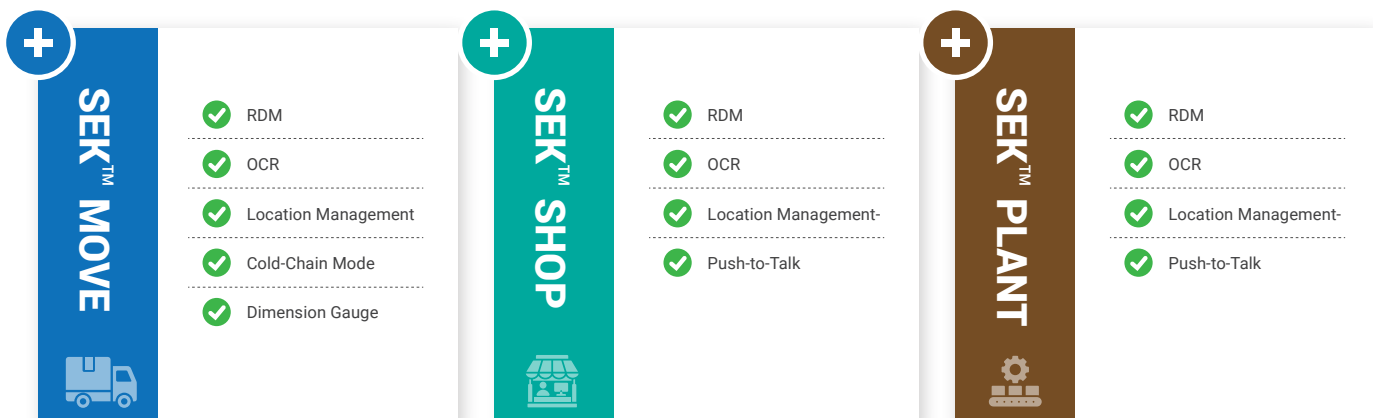 SEK™ MOVE
RDM
OCR
Location Management
Cold-Chain Mode
Dimension Gauge
SEK™ SHOP
RDM
OCR
Location Management-
Push-to-Talk
SEK™ PLANT
RDM
OCR
Location Management-
Push-to-Talk